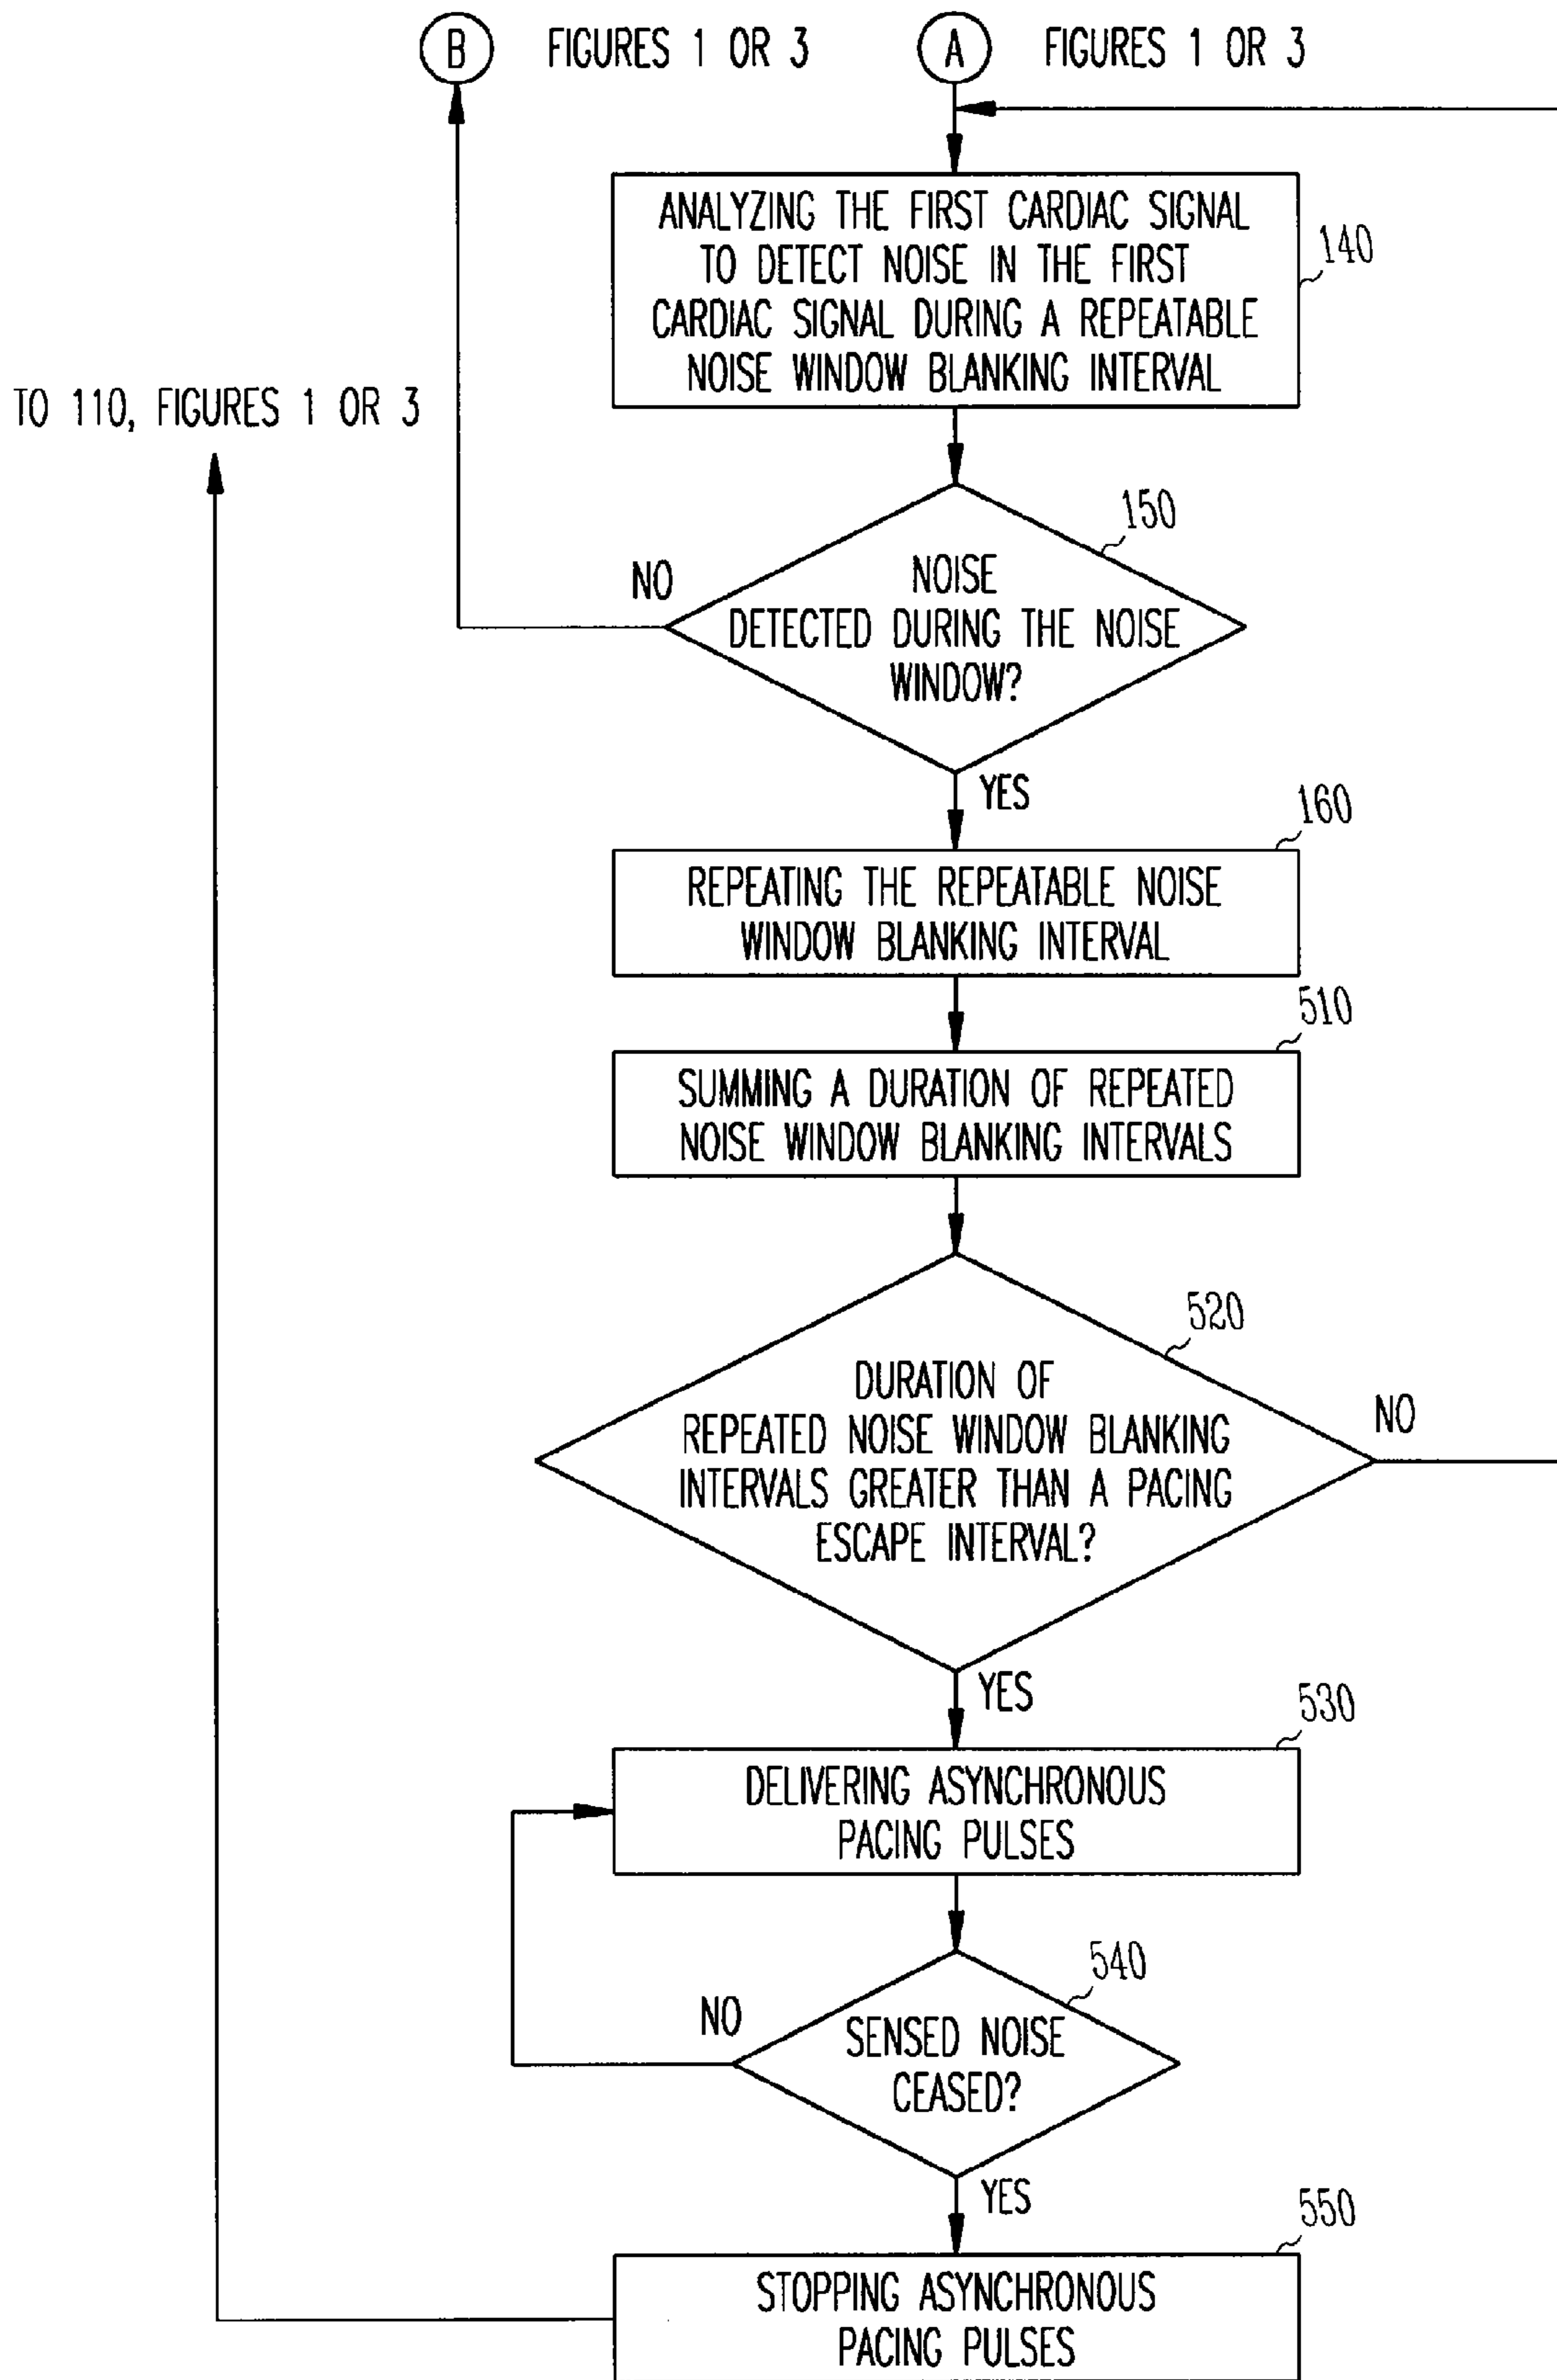 B FIGURES 1 OR 3
A FIGURES 1 OR 3
ANALYZING THE FIRST CARDIAC SIGNAL
TO DETECT NOISE IN THE FIRST
CARDIAC SIGNAL DURING A REPEATABLE
NOISE WINDOW BLANKING INTERVAL
140
TO 110, FIGURES 1 OR 3
150
NO
NOISE
DETECTED DURING THE NOISE
WINDOW?
YES
160
REPEATING THE REPEATABLE NOISE
WINDOW BLANKING INTERVAL
510
SUMMING A DURATION OF REPEATED
NOISE WINDOW BLANKING INTERVALS
520
DURATION OF
REPEATED NOISE WINDOW BLANKING
INTERVALS GREATER THAN A PACING
ESCAPE INTERVAL?
NO
YES
530
DELIVERING ASYNCHRONOUS
PACING PULSES
540
NO
SENSED NOISE
CEASED?
YES
550
STOPPING ASYNCHRONOUS
PACING PULSES